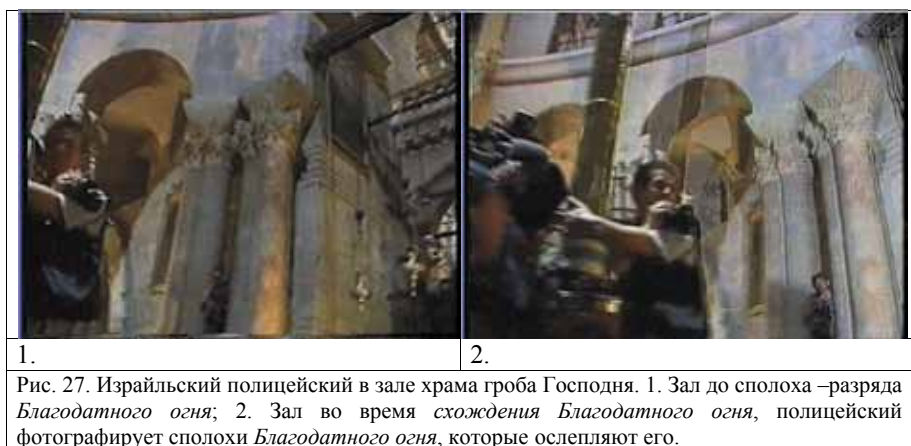 1.
2.
Рис. 27. Израйльский полицейский в зале храма гроба Господня. 1. Зал до сполоха –разряда
Благодатного огня; 2. Зал во время схождения Благодатного огня, полицейский
фотографирует сполохи Благодатного огня, которые ослепляют его.